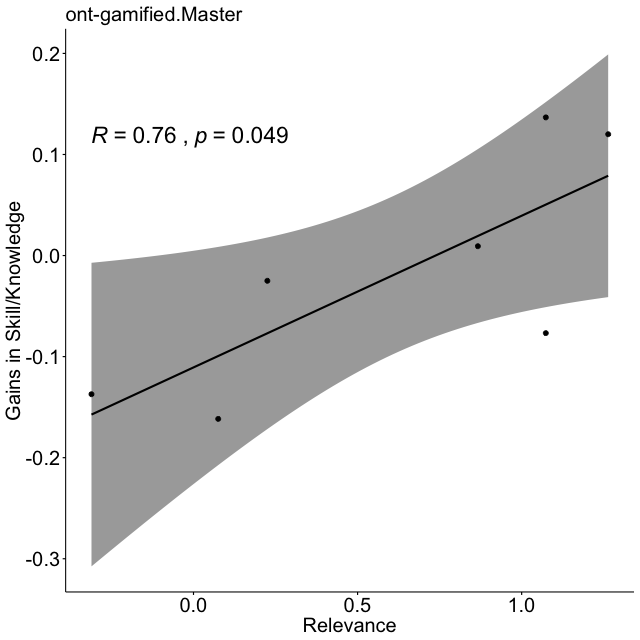 ont-gamified.Master
R = 0.76 , p = 0.049
Gains in Skill/Knowledge
0.2
0.1
0.0
-0.1
-0.2
-0.3
0.0 0.5 1.0
Relevance